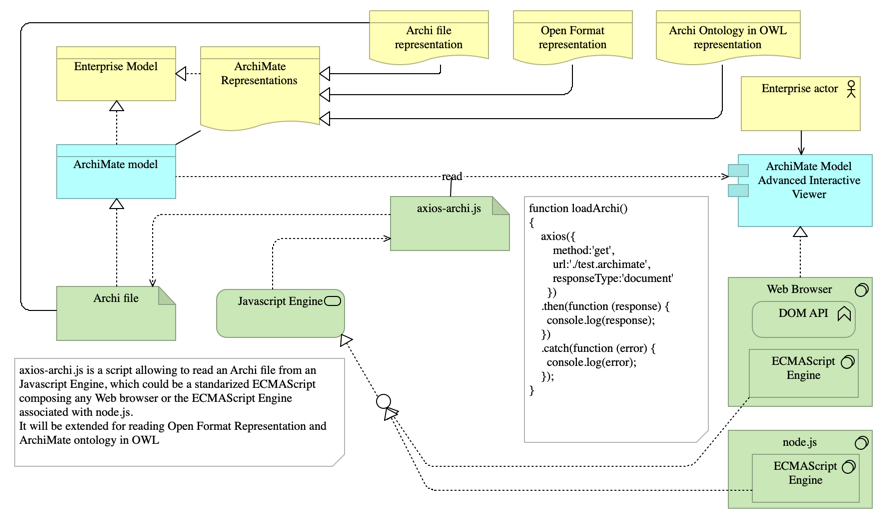 Archi file
representation
Open Format
representation
Archi Ontology in OWL
representation
Enterprise Model
ArchiMate
Representations
Enterprise actor
ArchiMate model
read
ArchiMate Model
Advanced Interactive
Viewer
axios-archi.js
function loadArchi()
{
axios({
method:'get',
url:'./test.archimate',
responseType:'document'
})
.then(function (response) {
console.log(response);
})
.catch(function (error) {
console.log(error);
});
}
Archi file
Javascript Engine
Web Browser
DOM API
ECMAScript
Engine
axios-archi.js is a script allowing to read an Archi file from an
Javascript Engine, which could be a standarized ECMAScript
composing any Web browser or the ECMAScript Engine
associated with node.js.
It will be extended for reading Open Format Representation and
ArchiMate ontology in OWL
node.js
ECMAScript
Engine